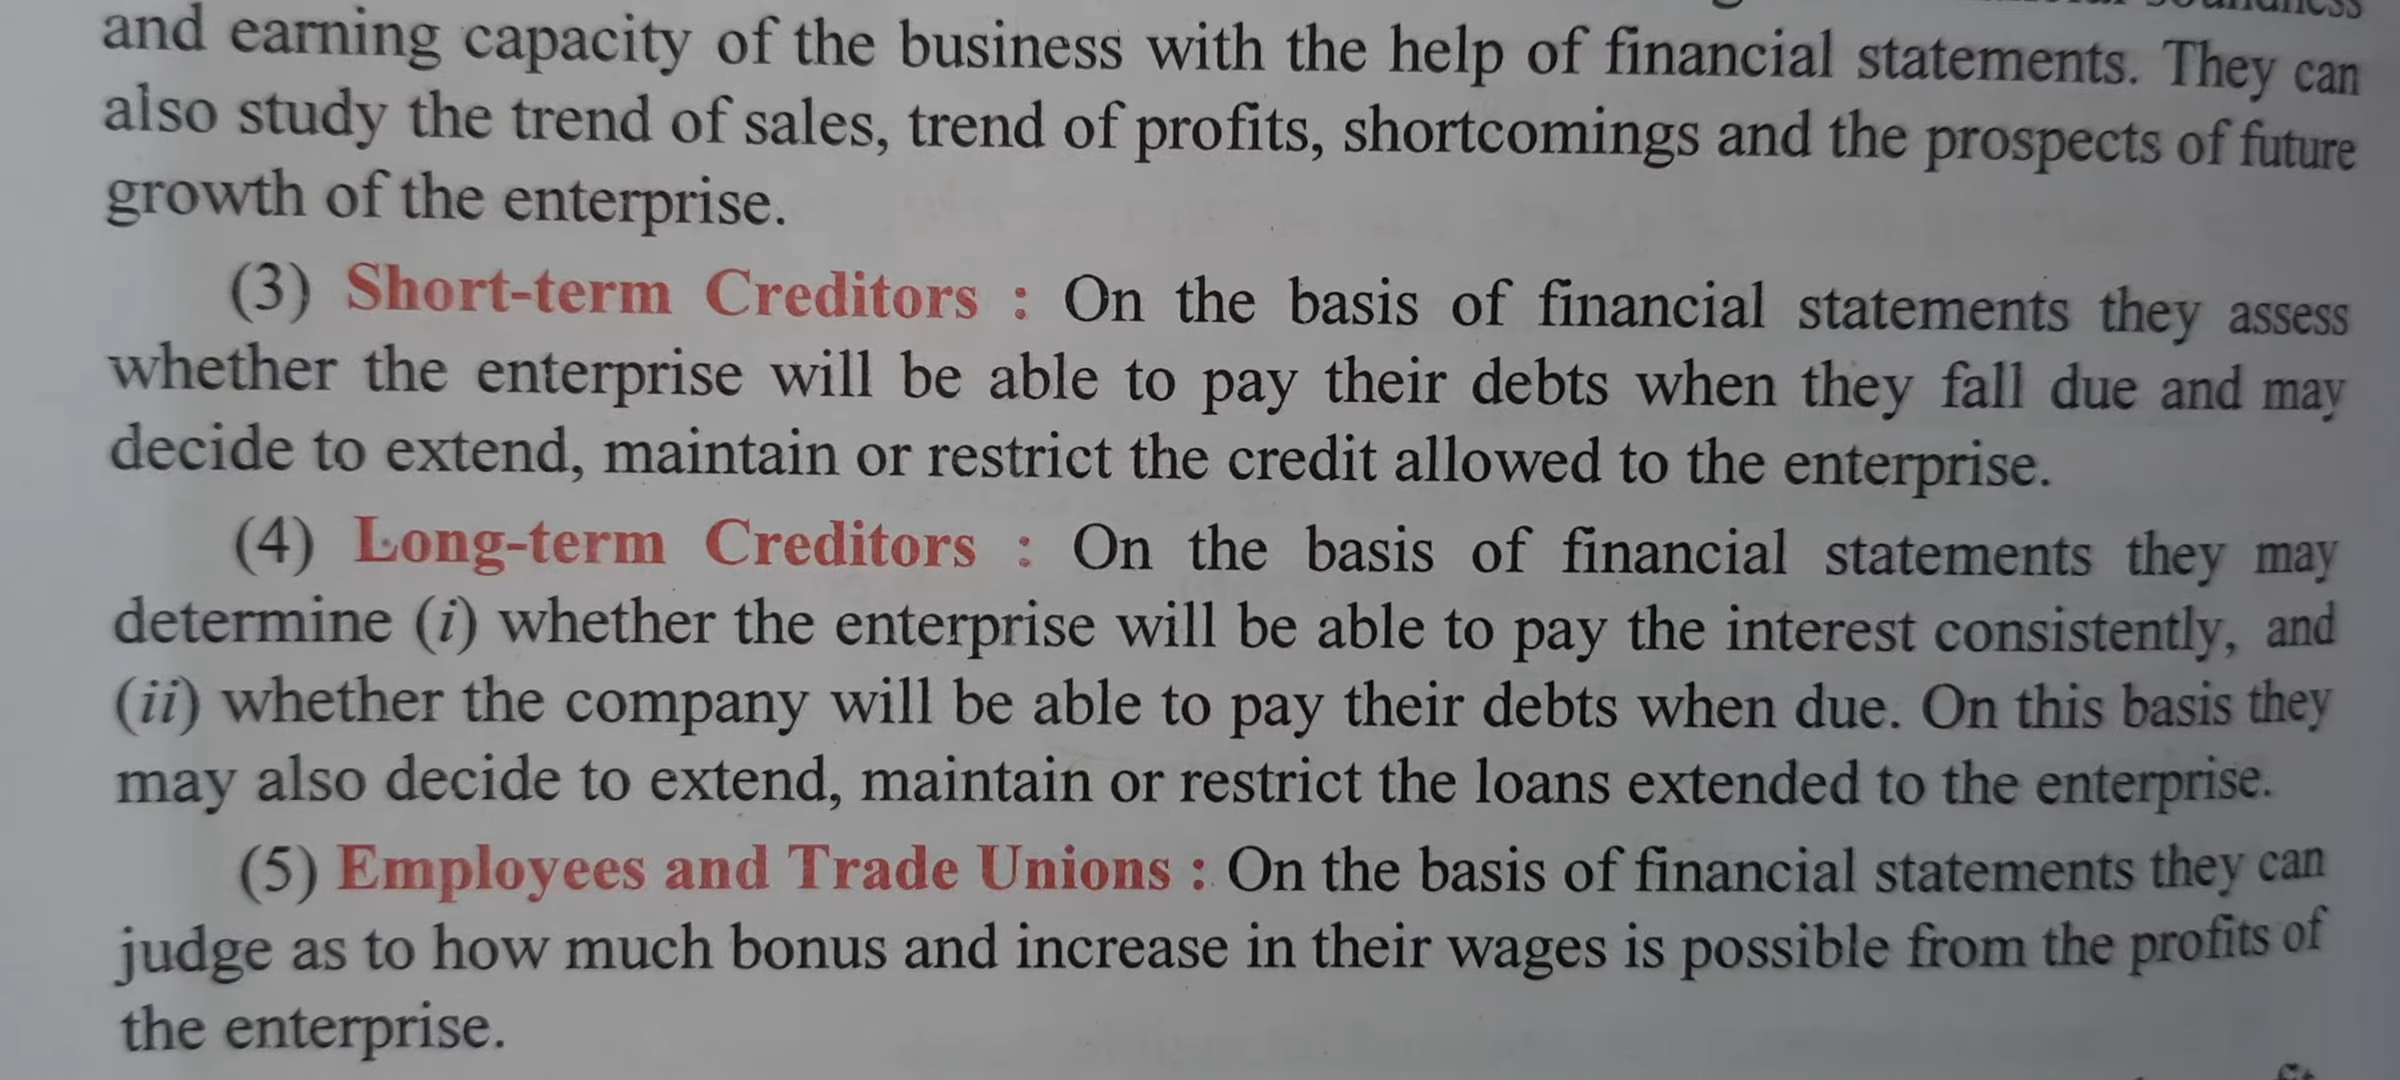 soundness
and earning capacity of the business with the help of financial statements. They can
also study the trend of sales, trend of profits, shortcomings and the prospects of future
growth of the enterprise.
(3) Short-term Creditors : On the basis of financial statements they assess
whether the enterprise will be able to pay their debts when they fall due and may
decide to extend, maintain or restrict the credit allowed to the enterprise.
(4) Long-term Creditors : On the basis of financial statements they may
determine (i) whether the enterprise will be able to pay the interest consistently, and
(ii) whether the company will be able to pay their debts when due. On this basis they
may also decide to extend, maintain or restrict the loans extended to the enterprise.
(5) Employees and Trade Unions : On the basis of financial statements they can
judge as to how much bonus and increase in their wages is possible from the profits of
the enterprise.